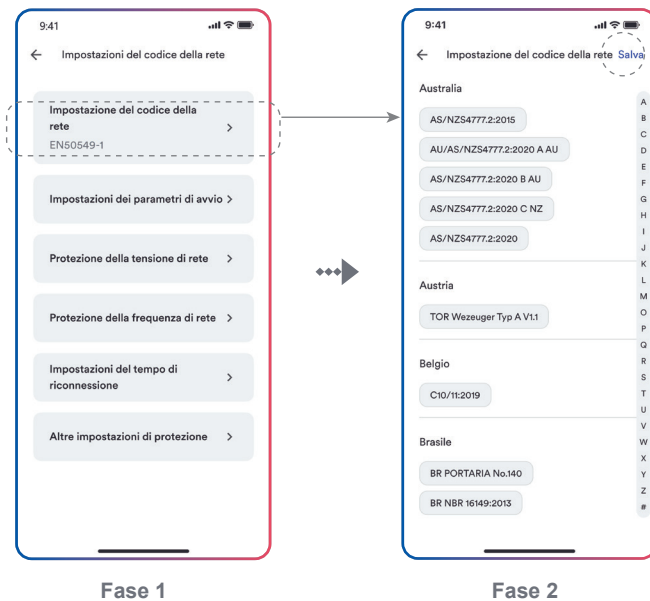 9:41
Impostazioni del codice della rete
Impostazione del codice della
rete
EN50549-1
Impostazioni dei parametri di avvio
Protezione della tensione di rete
Protezione della frequenza di rete
Impostazioni del tempo di
riconnessione
Altre impostazioni di protezione
Fase 1
9:41
Impostazione del codice della rete Salva
Australia
AS/NZS4777.2:2015
AU/AS/NZS4777.2:2020 A AU
AS/NZS4777.2:2020 B AU
AS/NZS4777.2:2020 C NZ
AS/NZS4777.2:2020
Austria
TOR Wezeuger Typ A V1.1
Belgio
C10/11:2019
Brasile
BR PORTARIA No.140
BR NBR 16149:2013
A
B
C
D
E
F
G
H
I
J
K
L
M
O
P
Q
R
S
T
U
V
W
X
Y
Z
#
Fase 2